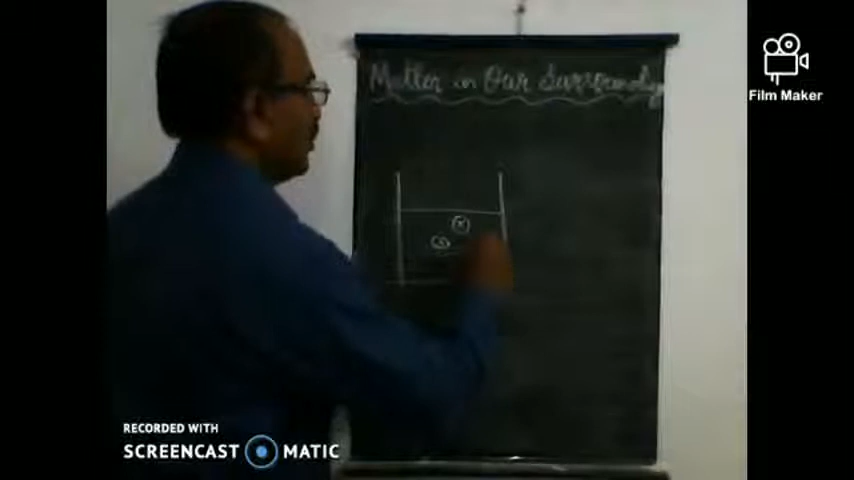 Matter in Our Surrounding
Film Maker
RECORDED WITH
SCREENCAST MATIC